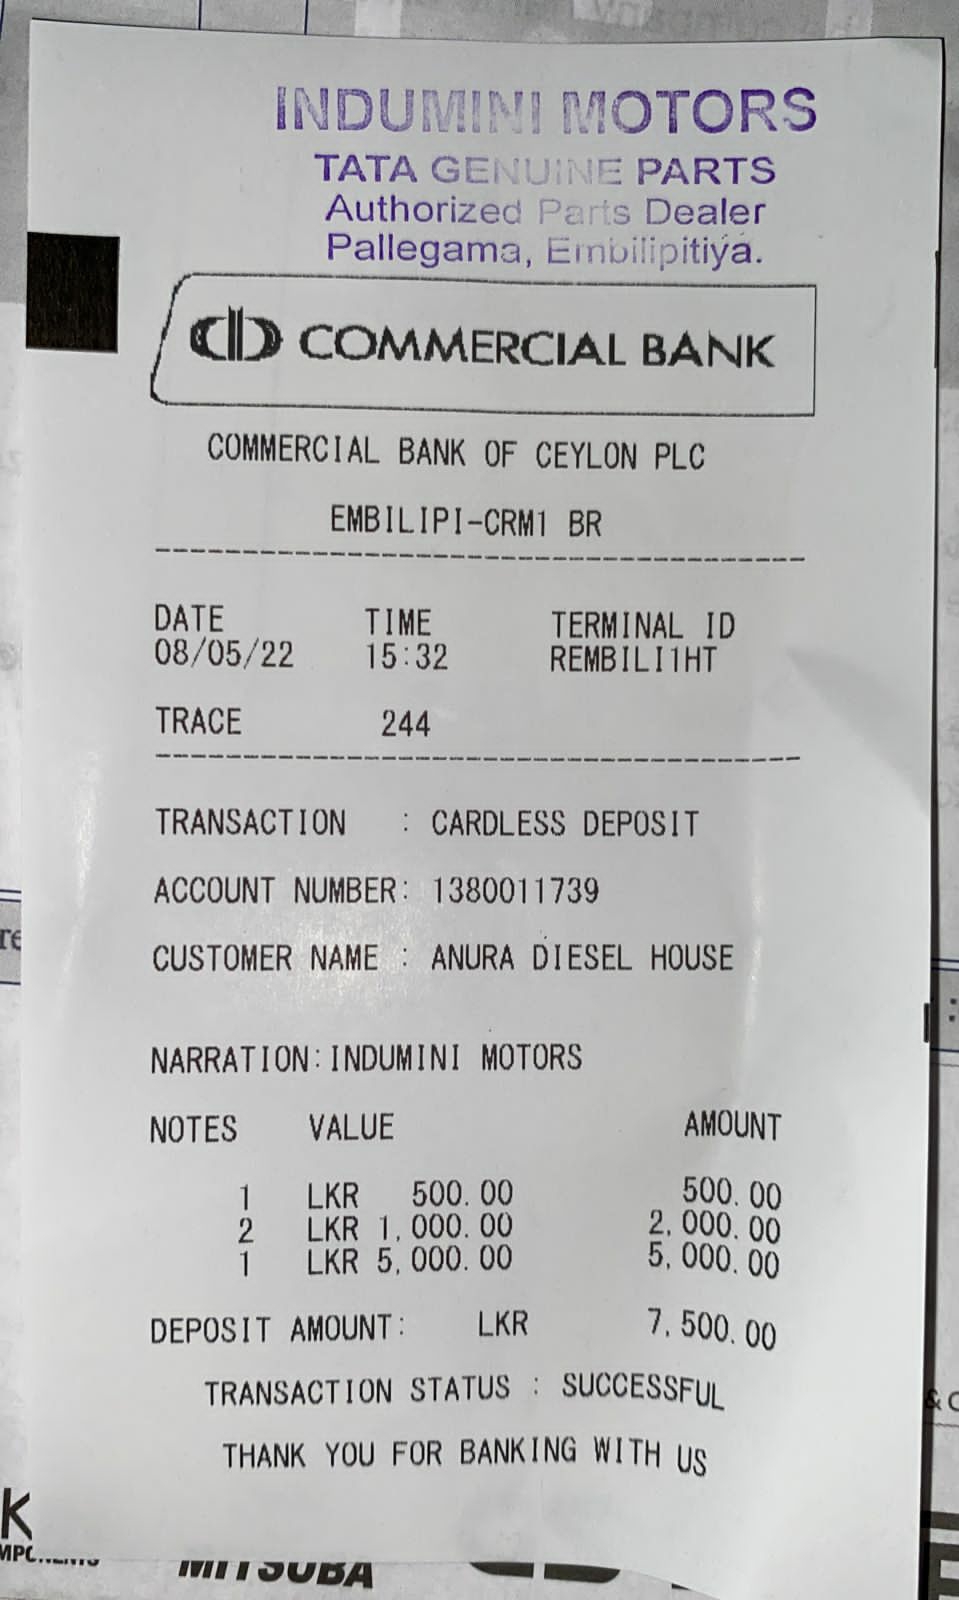 INDUMINI MOTORS
TATA GENUINE PARTS
Authorized Parts Dealer
Pallegama, Embilipitiya.
COMMERCIAL BANK
COMMERCIAL BANK OF CEYLON PLC
EMBILIPI-CRM1 BR
DATE TIME TERMINAL ID
08/05/22 15:32 REMBILI1HT
TRACE 244
TRANSACTION : CARDLESS DEPOSIT
ACCOUNT NUMBER: 1380011739
CUSTOMER NAME : ANURA DIESEL HOUSE
NARRATION:INDUMINI MOTORS
NOTES VALUE AMOUNT
1 LKR 500.00 500.00
2 LKR 1,000.00 2,000.00
1 LKR 5,000.00 5,000.00
DEPOSIT AMOUNT: LKR 7,500.00
TRANSACTION STATUS : SUCCESSFUL
THANK YOU FOR BANKING WITH US
MITSUBA